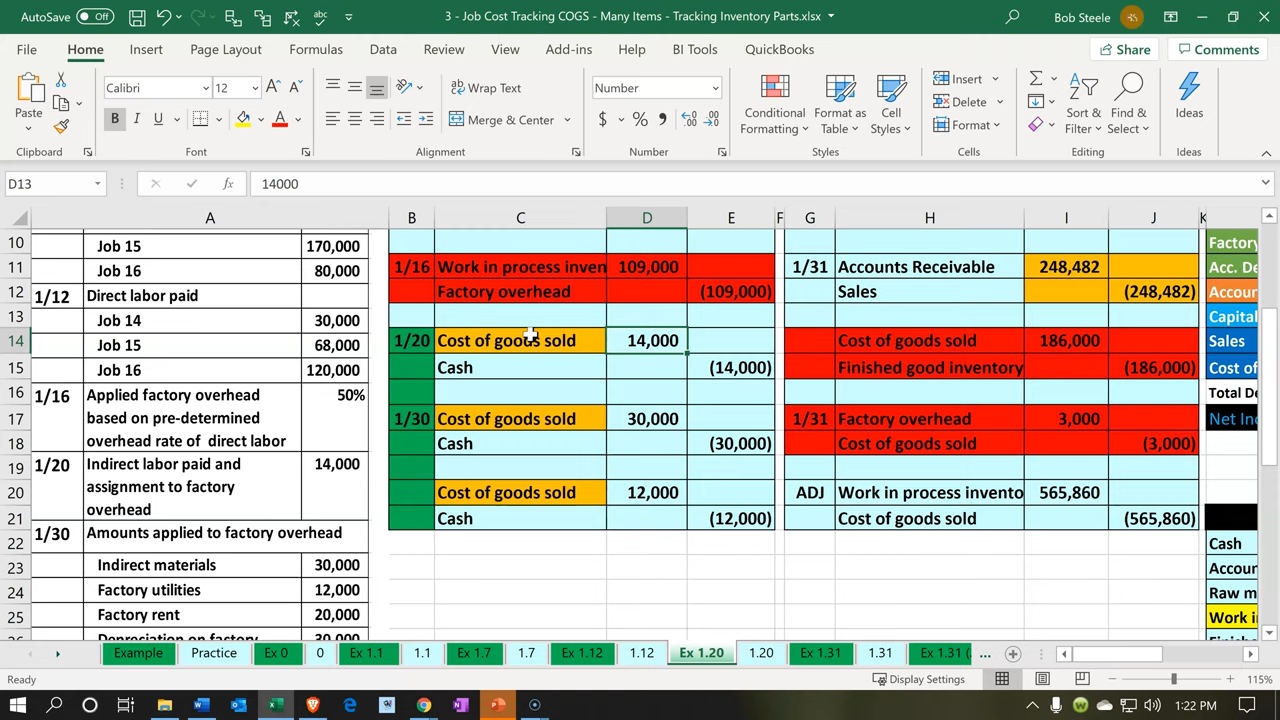 AutoSave Off 3 - Job Cost Tracking COGS - Many Items - Tracking Inventory Parts.xlsx Bob Steele
File Home Insert Page Layout Formulas Data Review View Add-ins Help BI Tools QuickBooks Share Comments
Paste Calibri 12 Wrap Text Merge & Center Number Conditional Formatting Format as Table Cell Styles Insert Delete Format Sort & Filter Find & Select Ideas
Clipboard Font Alignment Number Styles Cells Editing Ideas
D13 fx 14000
A B C D E F G H I J K
10 Job 15 170,000 Factory
11 Job 16 80,000 1/16 Work in process inven 109,000 1/31 Accounts Receivable 248,482 Acc. De
12 1/12 Direct labor paid Factory overhead (109,000) Sales (248,482) Accoun
13 Job 14 30,000 Capital
14 Job 15 68,000 1/20 Cost of goods sold 14,000 Cost of goods sold 186,000 Sales
15 Job 16 120,000 Cash (14,000) Finished good inventory (186,000) Cost of
16 1/16 Applied factory overhead 50% Total De
17 based on pre-determined 1/30 Cost of goods sold 30,000 1/31 Factory overhead 3,000 Net Inc
18 overhead rate of direct labor Cash (30,000) Cost of goods sold (3,000)
19 1/20 Indirect labor paid and 14,000
20 assignment to factory Cost of goods sold 12,000 ADJ Work in process invento 565,860
21 overhead Cash (12,000) Cost of goods sold (565,860)
22 1/30 Amounts applied to factory overhead Cash
23 Indirect materials 30,000 Accoun
24 Factory utilities 12,000 Raw m
25 Factory rent 20,000 Work i
Depreciation on factory 30,000
Example Practice Ex 0 0 Ex 1.1 1.1 Ex 1.7 1.7 Ex 1.12 1.12 Ex 1.20 1.20 Ex 1.31 1.31 Ex 1.31 (. ...
Ready Display Settings 115%
1:22 PM